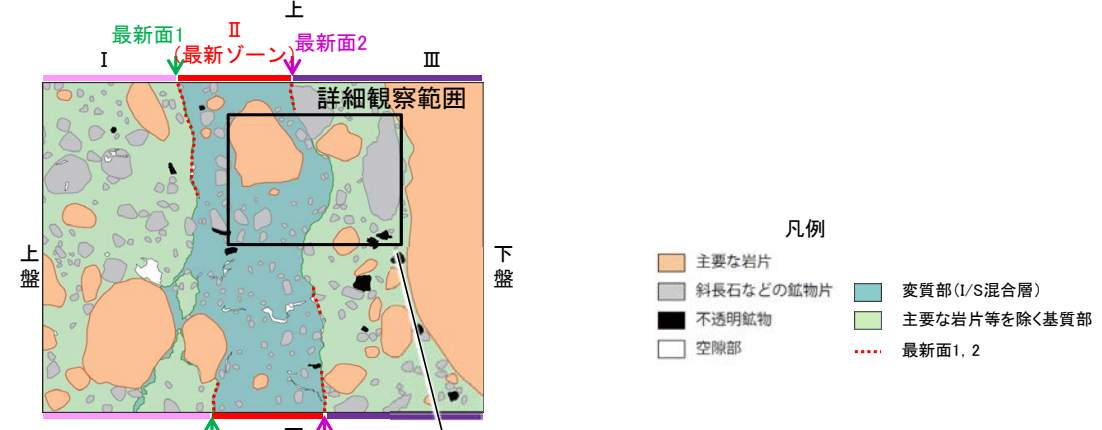 上
最新面1
Ⅱ
(最新ゾーン)
最新面2
Ⅰ
Ⅲ
詳細観察範囲
上盤
下盤
凡例
主要な岩片
斜長石などの鉱物片
変質部(I/S混合層)
不透明鉱物
主要な岩片等を除く基質部
空隙部
最新面1, 2